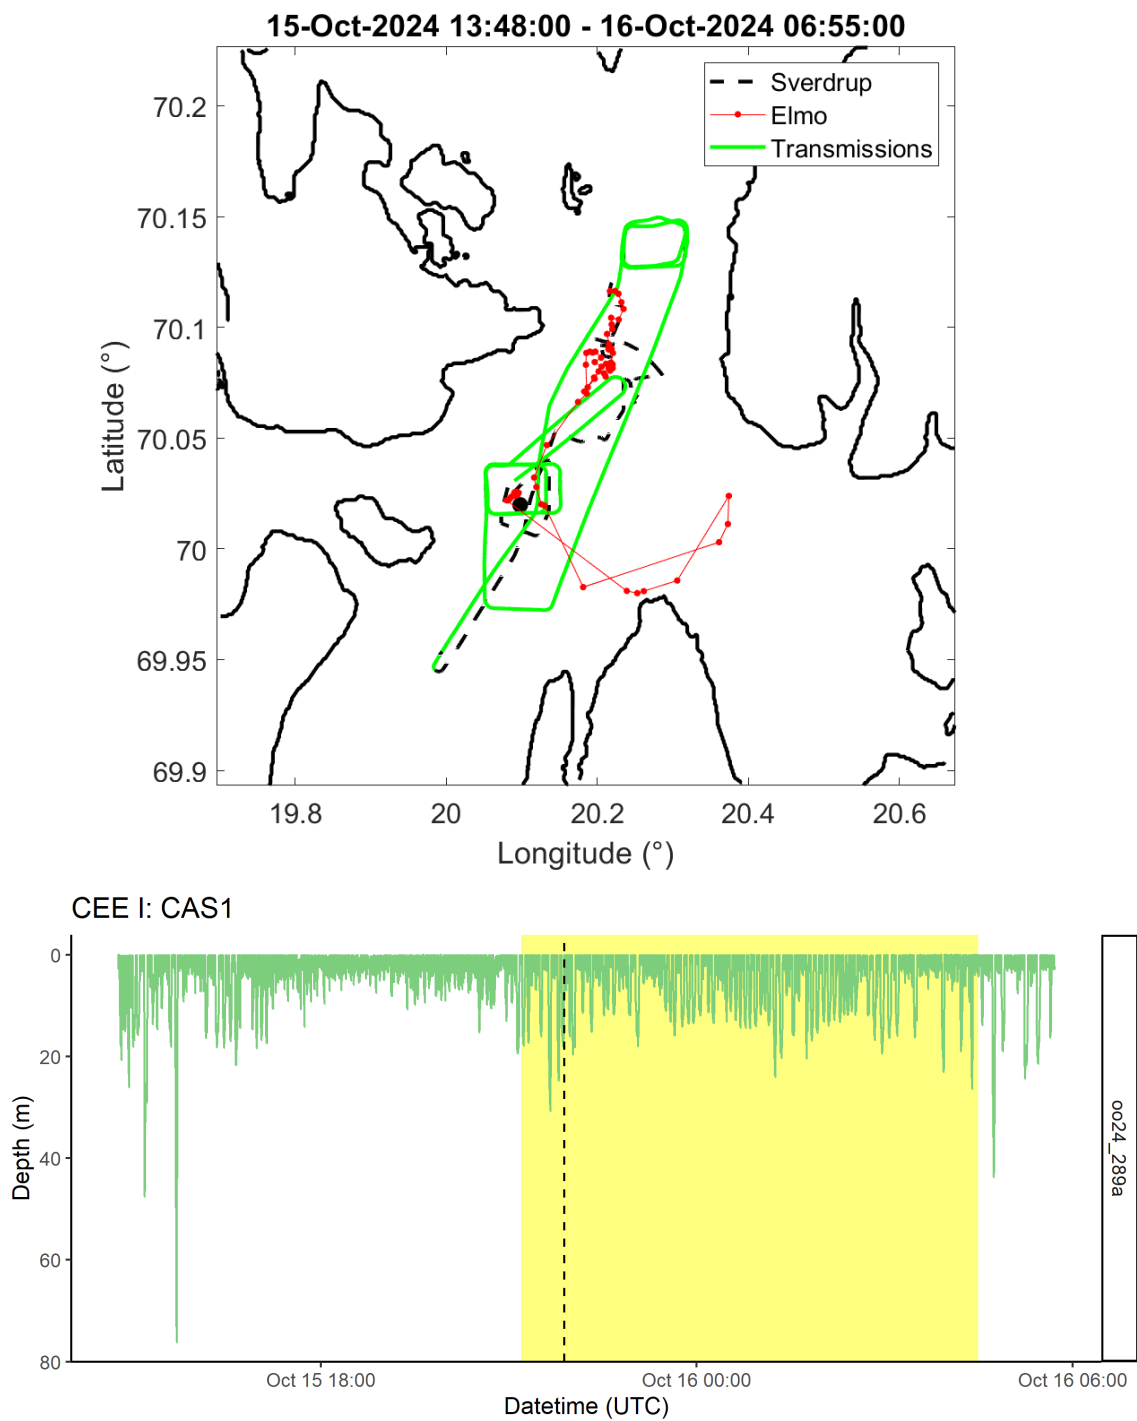 15-Oct-2024 13:48:00 - 16-Oct-2024 06:55:00
Sverdrup
Elmo
Transmissions
70.2
70.15
70.1
70.05
70
69.95
69.9
Latitude (°)
19.8 20 20.2 20.4 20.6
Longitude (°)
CEE I: CAS1
0
20
40
60
80
Depth (m)
oo24_289a
Oct 15 18:00 Oct 16 00:00 Oct 16 06:00
Datetime (UTC)